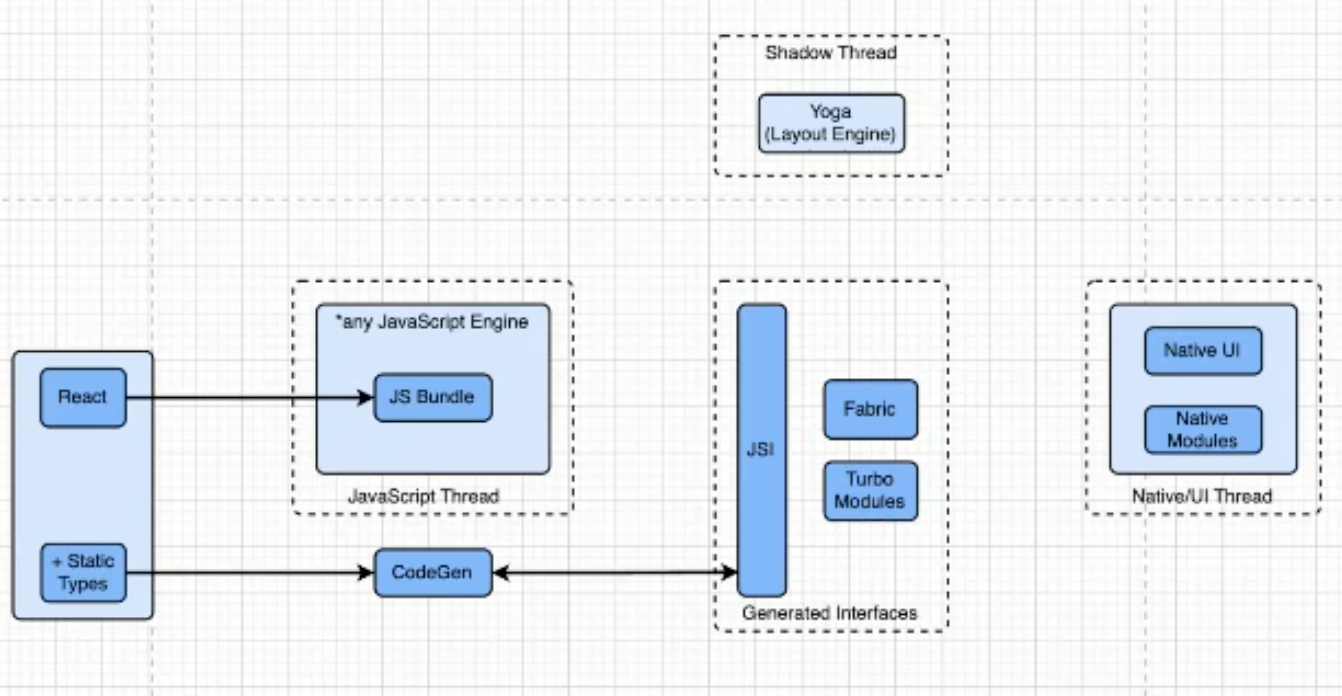 Shadow Thread
Yoga
(Layout Engine)
*any JavaScript Engine
JS Bundle
JavaScript Thread
React
+ Static
Types
CodeGen
JSI
Fabric
Turbo
Modules
Generated Interfaces
Native UI
Native
Modules
Native/UI Thread